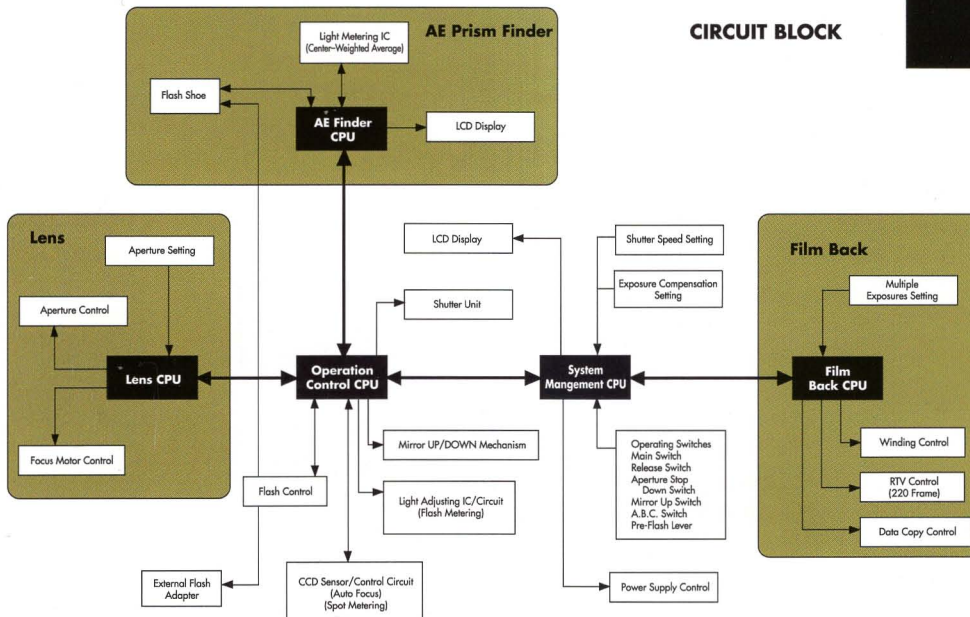 AE Prism Finder
CIRCUIT BLOCK
Light Metering IC
(Center-Weighted Average)
Flash Shoe
AE Finder
CPU
LCD Display
Lens
Aperture Setting
Aperture Control
Lens CPU
Focus Motor Control
LCD Display
Shutter Unit
Operation
Control CPU
Mirror UP/DOWN Mechanism
Flash Control
Light Adjusting IC/Circuit
(Flash Metering)
External Flash
Adapter
CCD Sensor/Control Circuit
(Auto Focus)
(Spot Metering)
Shutter Speed Setting
Exposure Compensation
Setting
System
Mangement CPU
Operating Switches
Main Switch
Release Switch
Aperture Stop
Down Switch
Mirror Up Switch
A.B.C. Switch
Pre-Flash Lever
Power Supply Control
Film Back
Multiple
Exposures Setting
Film
Back CPU
Winding Control
RTV Control
(220 Frame)
Data Copy Control